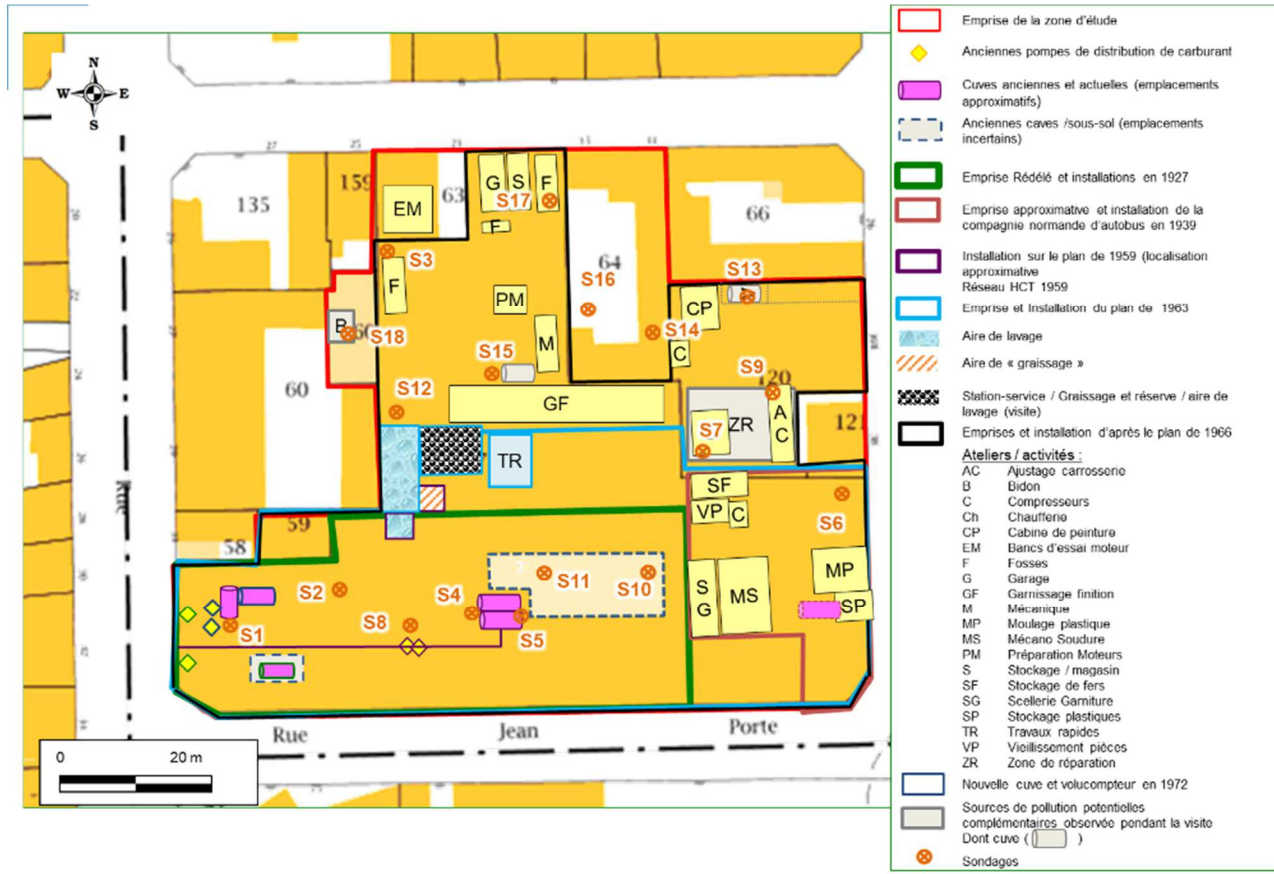 N
W E
S
27
25
21
15
11
135
159
63
66
60
64
60
120
121
59
58
EM
G
S
F
F
F
PM
M
B
GF
CP
C
ZR
A
C
TR
SF
VP
C
S
G
MS
MP
SP
S17
S3
S16
S13
S14
S18
S15
S9
S12
S7
S6
S2
S11
S10
S4
S5
S8
S1
2
Rue
Rue
Jean
Porte
0 20 m
Emprise de la zone d'étude
Anciennes pompes de distribution de carburant
Cuves anciennes et actuelles (emplacements
approximatifs)
Anciennes caves /sous-sol (emplacements
incertains)
Emprise Rédélé et installations en 1927
Emprise approximative et installation de la
compagnie normande d'autobus en 1939
Installation sur le plan de 1959 (localisation
approximative
Réseau HCT 1959
Emprise et Installation du plan de 1963
Aire de lavage
Aire de « graissage »
Station-service / Graissage et réserve / aire de
lavage (visite)
Emprises et installation d'après le plan de 1966
Ateliers / activités :
AC Ajustage carrosserie
B Bidon
C Compresseurs
Ch Chaufferie
CP Cabine de peinture
EM Bancs d'essai moteur
F Fosses
G Garage
GF Garnissage finition
M Mécanique
MP Moulage plastique
MS Mécano Soudure
PM Préparation Moteurs
S Stockage / magasin
SF Stockage de fers
SG Scellerie Garniture
SP Stockage plastiques
TR Travaux rapides
VP Vieillissement pièces
ZR Zone de réparation
Nouvelle cuve et volucompteur en 1972
Sources de pollution potentielles
complémentaires observée pendant la visite
Dont cuve ( )
Sondages